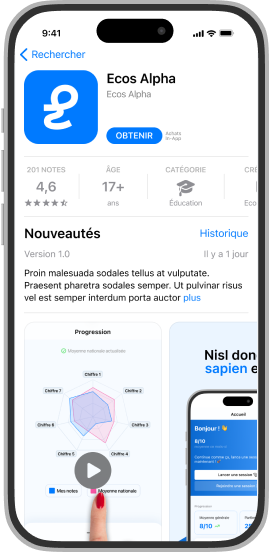 9:41
Rechercher
Ecos Alpha
Ecos Alpha
OBTENIR
Achats
In-App
201 NOTES
ÂGE
CATÉGORIE
4,6
17+
ans
Éducation
Eco
Nouveautés
Historique
Version 1.0
Il y a 1 jour
Proin malesuada sodales tellus at vulputate.
Praesent pharetra sodales semper. Ut pulvinar risus
vel est semper interdum porta auctor plus
Progression
Moyenne nationale actualisée
Chiffre 1
Chiffre 7
Chiffre 2
Chiffre 6
Chiffre 3
Chiffre 5
Chiffre 4
Mes notes
Moyenne nationale
Nisl don
sapien e
Accueil
Bonjour ! 👋
8/10
Lancer une session
Rejoindre une session
Progression
Moyenne générale
8/10